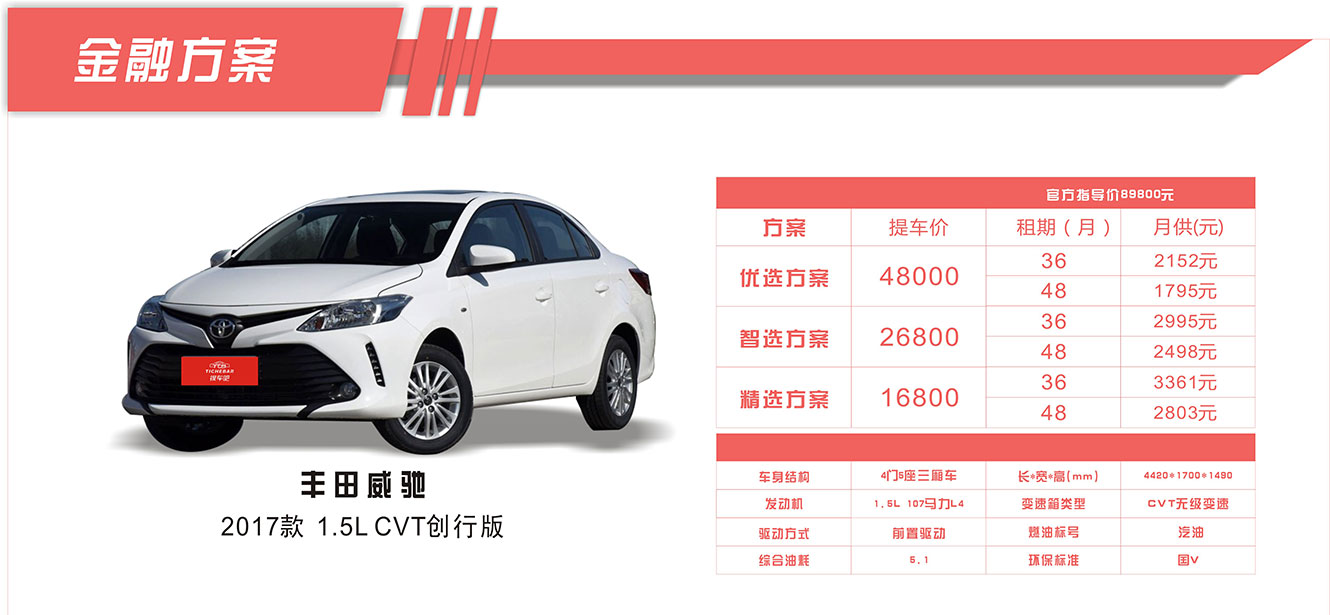 金融方案
TICHEBAR
提车吧
丰田威驰
2017款 1.5L CVT创行版
官方指导价89800元
方案 提车价 租期（月） 月供(元)
优选方案 48000 36 2152元
48 1795元
智选方案 26800 36 2995元
48 2498元
精选方案 16800 36 3361元
48 2803元
车身结构 4门5座三厢车 长*宽*高(mm) 4420*1700*1490
发动机 1.5L 107马力L4 变速箱类型 CVT无级变速
驱动方式 前置驱动 燃油标号 汽油
综合油耗 5.1 环保标准 国V